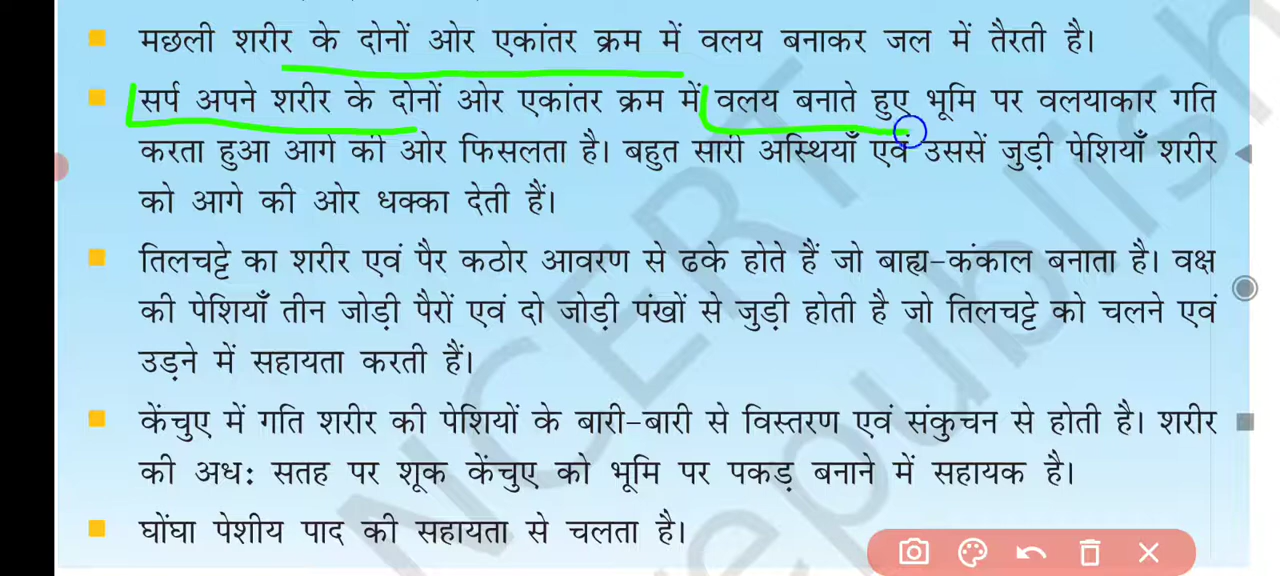 मछली शरीर के दोनों ओर एकांतर क्रम में वलय बनाकर जल में तैरती है।
सर्प अपने शरीर के दोनों ओर एकांतर क्रम में वलय बनाते हुए भूमि पर वलयाकार गति
करता हुआ आगे की ओर फिसलता है। बहुत सारी अस्थियाँ एवं उससें जुड़ी पेशियाँ शरीर
को आगे की ओर धक्का देती हैं।
तिलचट्टे का शरीर एवं पैर कठोर आवरण से ढके होते हैं जो बाह्य-कंकाल बनाता है। वक्ष
की पेशियाँ तीन जोड़ी पैरों एवं दो जोड़ी पंखों से जुड़ी होती है जो तिलचट्टे को चलने एवं
उड़ने में सहायता करती हैं।
केंचुए में गति शरीर की पेशियों के बारी-बारी से विस्तरण एवं संकुचन से होती है। शरीर
की अध: सतह पर शूक केंचुए को भूमि पर पकड़ बनाने में सहायक है।
घोंघा पेशीय पाद की सहायता से चलता है।
NCERT
republish